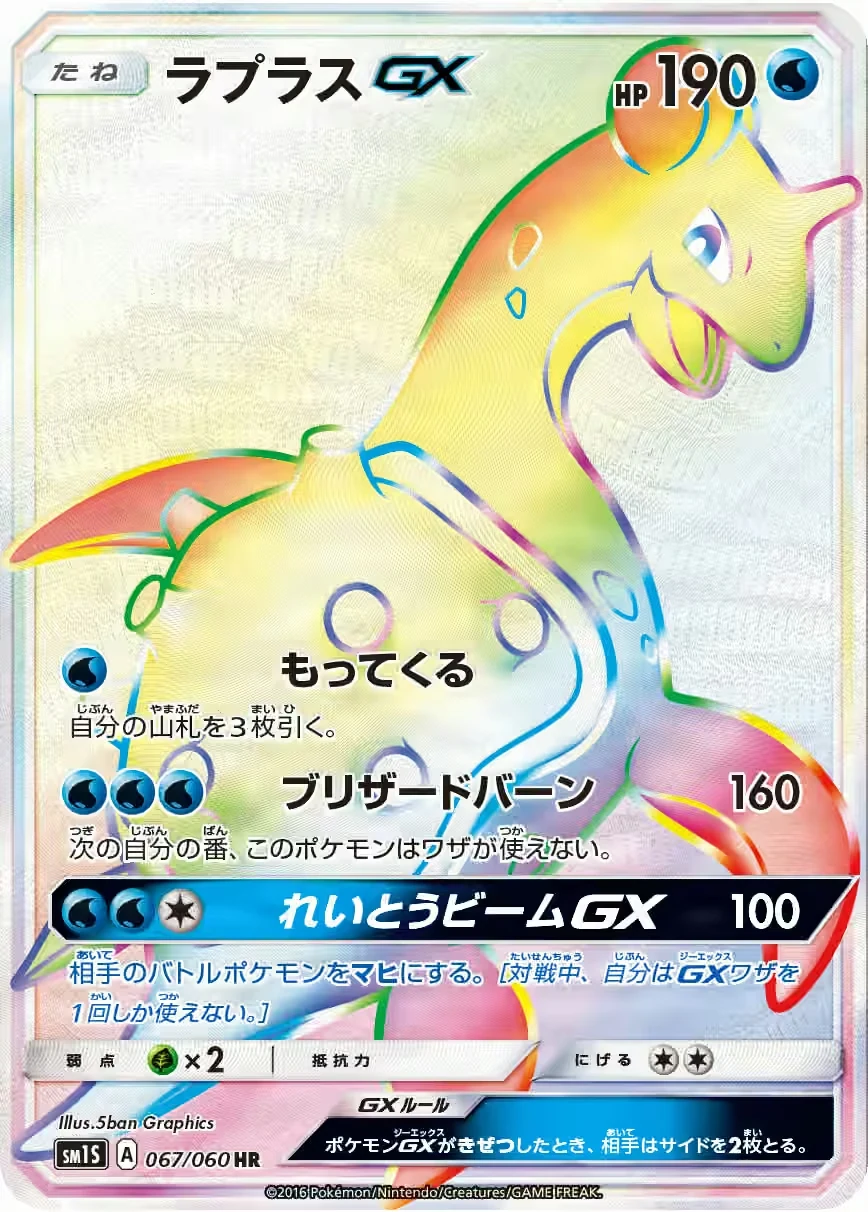 たね ラプラスGX HP190
もってくる
自分の山札を3枚引く。
ブリザードバーン 160
次の自分の番、このポケモンはワザが使えない。
れいとうビームGX 100
相手のバトルポケモンをマヒにする。[対戦中、自分はGXワザを
1回しか使えない。]
弱点 ×2 抵抗力 にげる
GXルール
ポケモンGXがきぜつしたとき、相手はサイドを2枚とる。
Illus.5ban Graphics
SM1S A 067/060 HR
©2016 Pokémon/Nintendo/Creatures/GAME FREAK.